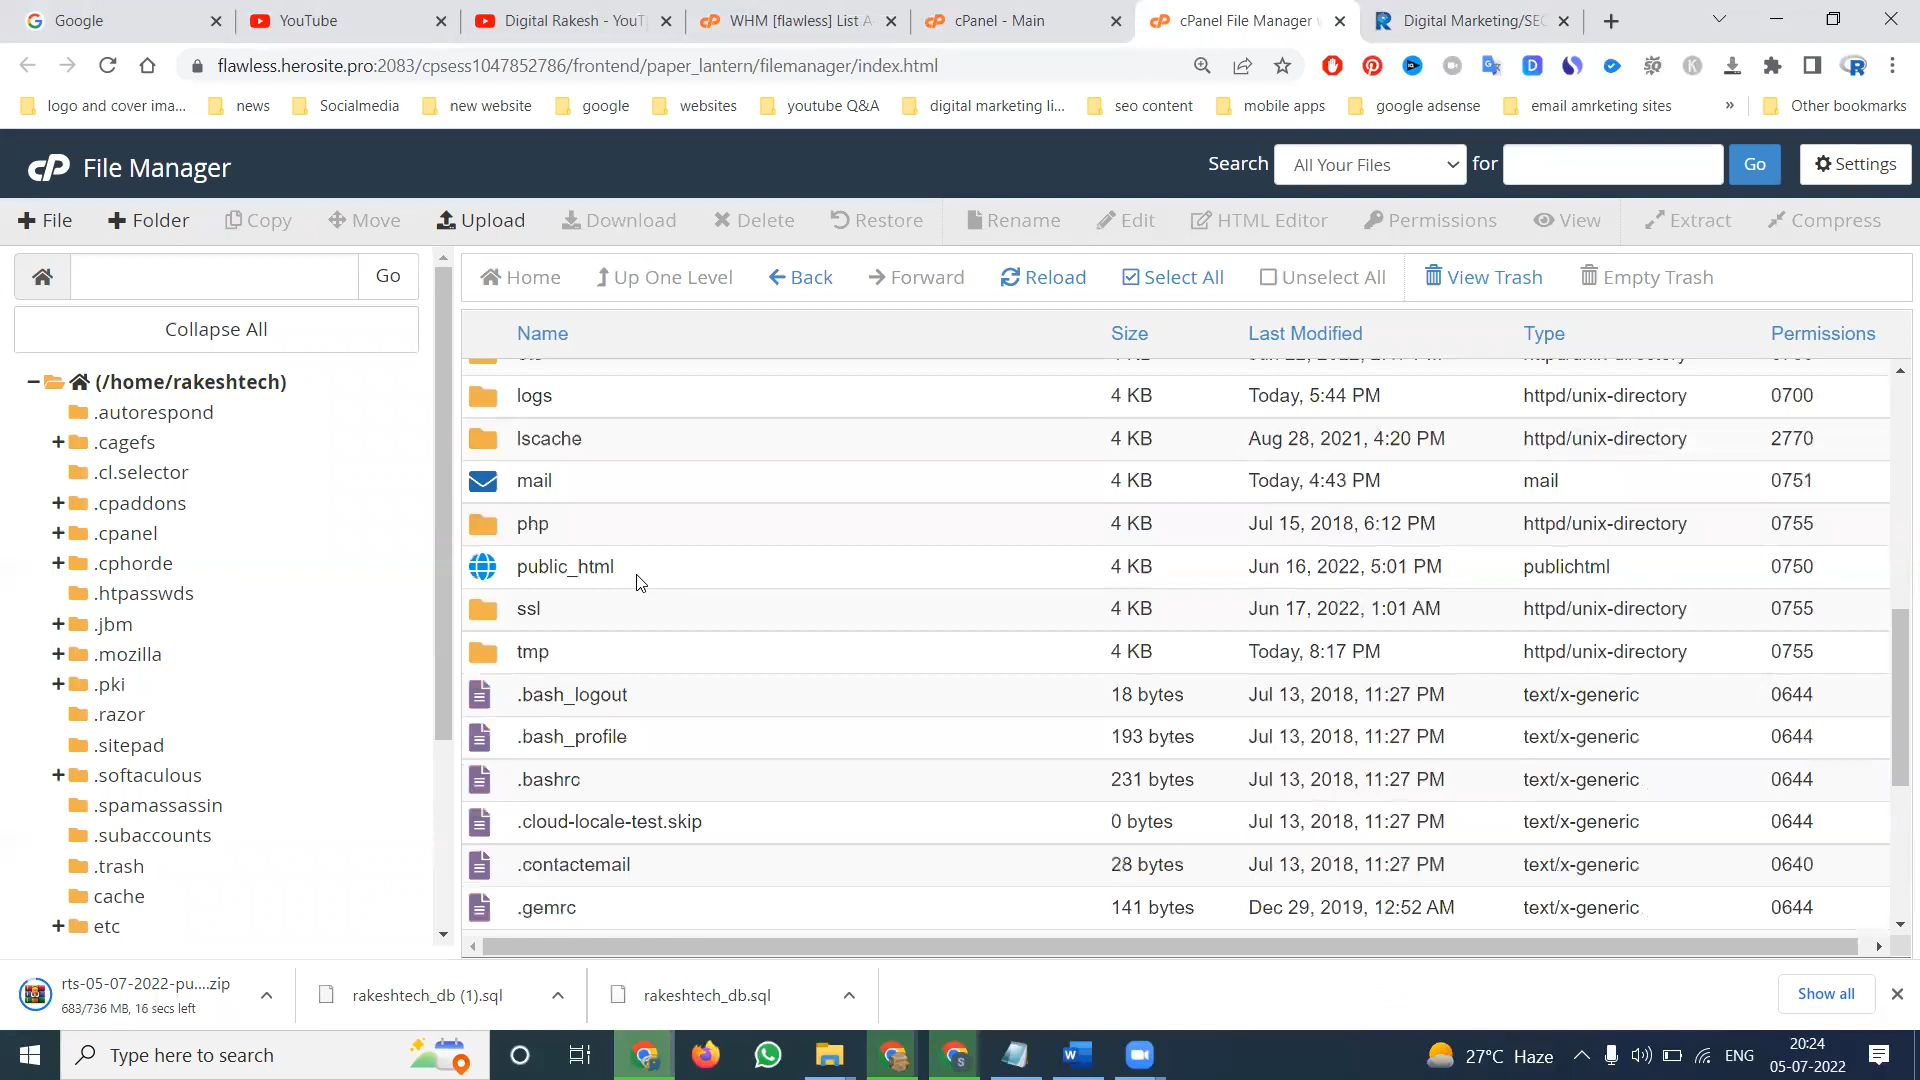 Google
YouTube
Digital Rakesh - YouT
WHM [flawless] List A
cPanel - Main
cPanel File Manager
Digital Marketing/SEC
flawless.herosite.pro:2083/cpsess1047852786/frontend/paper_lantern/filemanager/index.html
logo and cover ima...
news
Socialmedia
new website
google
websites
youtube Q&A
digital marketing li...
seo content
mobile apps
google adsense
email amrketing sites
»
Other bookmarks
cP File Manager
Search All Your Files for Go Settings
File Folder Copy Move Upload Download Delete Restore Rename Edit HTML Editor Permissions View Extract Compress
Go
Home Up One Level Back Forward Reload Select All Unselect All View Trash Empty Trash
Collapse All
(/home/rakeshtech)
.autorespond
.cagefs
.cl.selector
.cpaddons
.cpanel
.cphorde
.htpasswds
.jbm
.mozilla
.pki
.razor
.sitepad
.softaculous
.spamassassin
.subaccounts
.trash
cache
etc
Name Size Last Modified Type Permissions
logs 4 KB Today, 5:44 PM httpd/unix-directory 0700
lscache 4 KB Aug 28, 2021, 4:20 PM httpd/unix-directory 2770
mail 4 KB Today, 4:43 PM mail 0751
php 4 KB Jul 15, 2018, 6:12 PM httpd/unix-directory 0755
public_html 4 KB Jun 16, 2022, 5:01 PM publichtml 0750
ssl 4 KB Jun 17, 2022, 1:01 AM httpd/unix-directory 0755
tmp 4 KB Today, 8:17 PM httpd/unix-directory 0755
.bash_logout 18 bytes Jul 13, 2018, 11:27 PM text/x-generic 0644
.bash_profile 193 bytes Jul 13, 2018, 11:27 PM text/x-generic 0644
.bashrc 231 bytes Jul 13, 2018, 11:27 PM text/x-generic 0644
.cloud-locale-test.skip 0 bytes Jul 13, 2018, 11:27 PM text/x-generic 0644
.contactemail 28 bytes Jul 13, 2018, 11:27 PM text/x-generic 0640
.gemrc 141 bytes Dec 29, 2019, 12:52 AM text/x-generic 0644
rts-05-07-2022-pu....zip
683/736 MB, 16 secs left
rakeshtech_db (1).sql
rakeshtech_db.sql
Show all
Type here to search
27°C Haze
ENG
20:24
05-07-2022